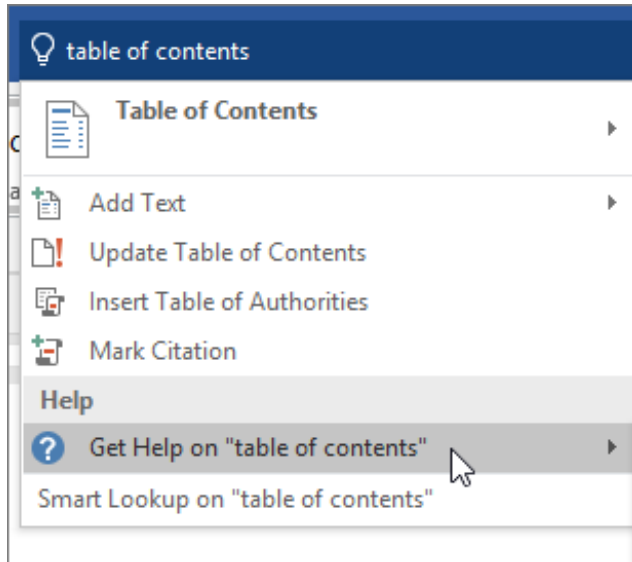 table of contents
Table of Contents
Add Text
Update Table of Contents
Insert Table of Authorities
Mark Citation
Help
Get Help on "table of contents"
Smart Lookup on "table of contents"